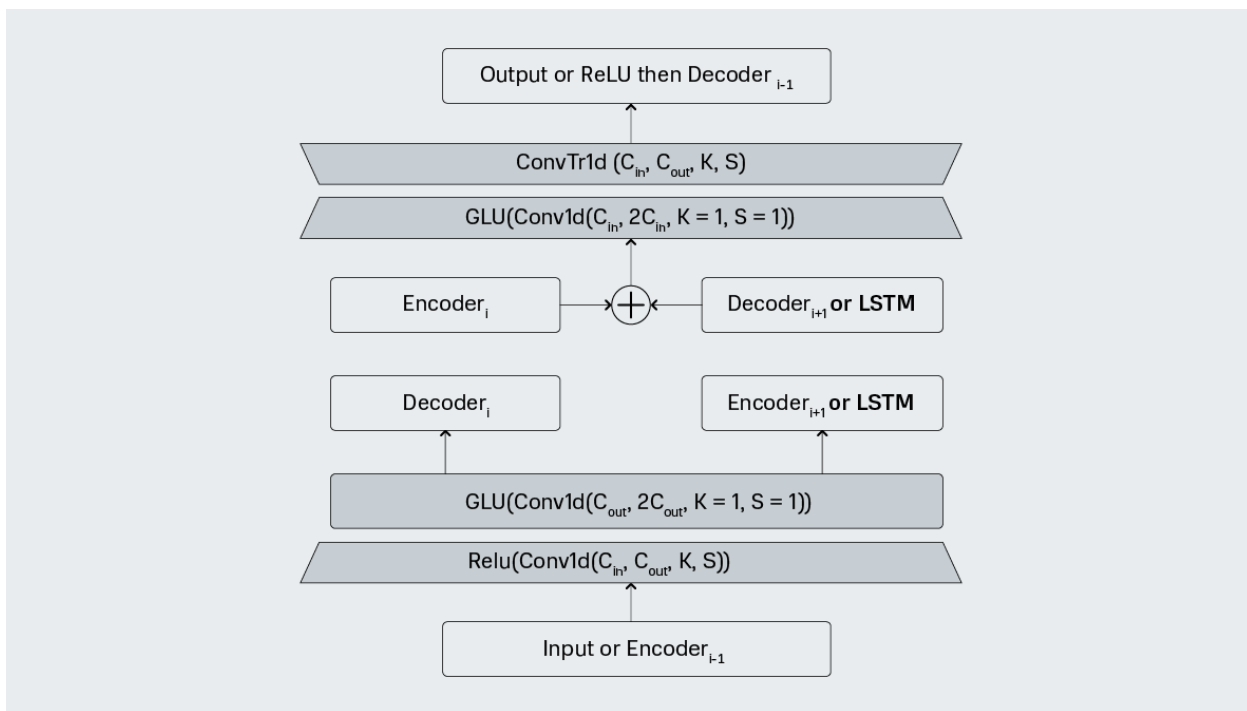 Output or ReLU then Decoder i-1
ConvTr1d (Cin, Cout, K, S)
GLU(Conv1d(Cin, 2Cin, K = 1, S = 1))
Encoderi
Decoderi+1 or LSTM
Decoderi
Encoderi+1 or LSTM
GLU(Conv1d(Cout, 2Cout, K = 1, S = 1))
Relu(Conv1d(Cin, Cout, K, S))
Input or Encoderi-1